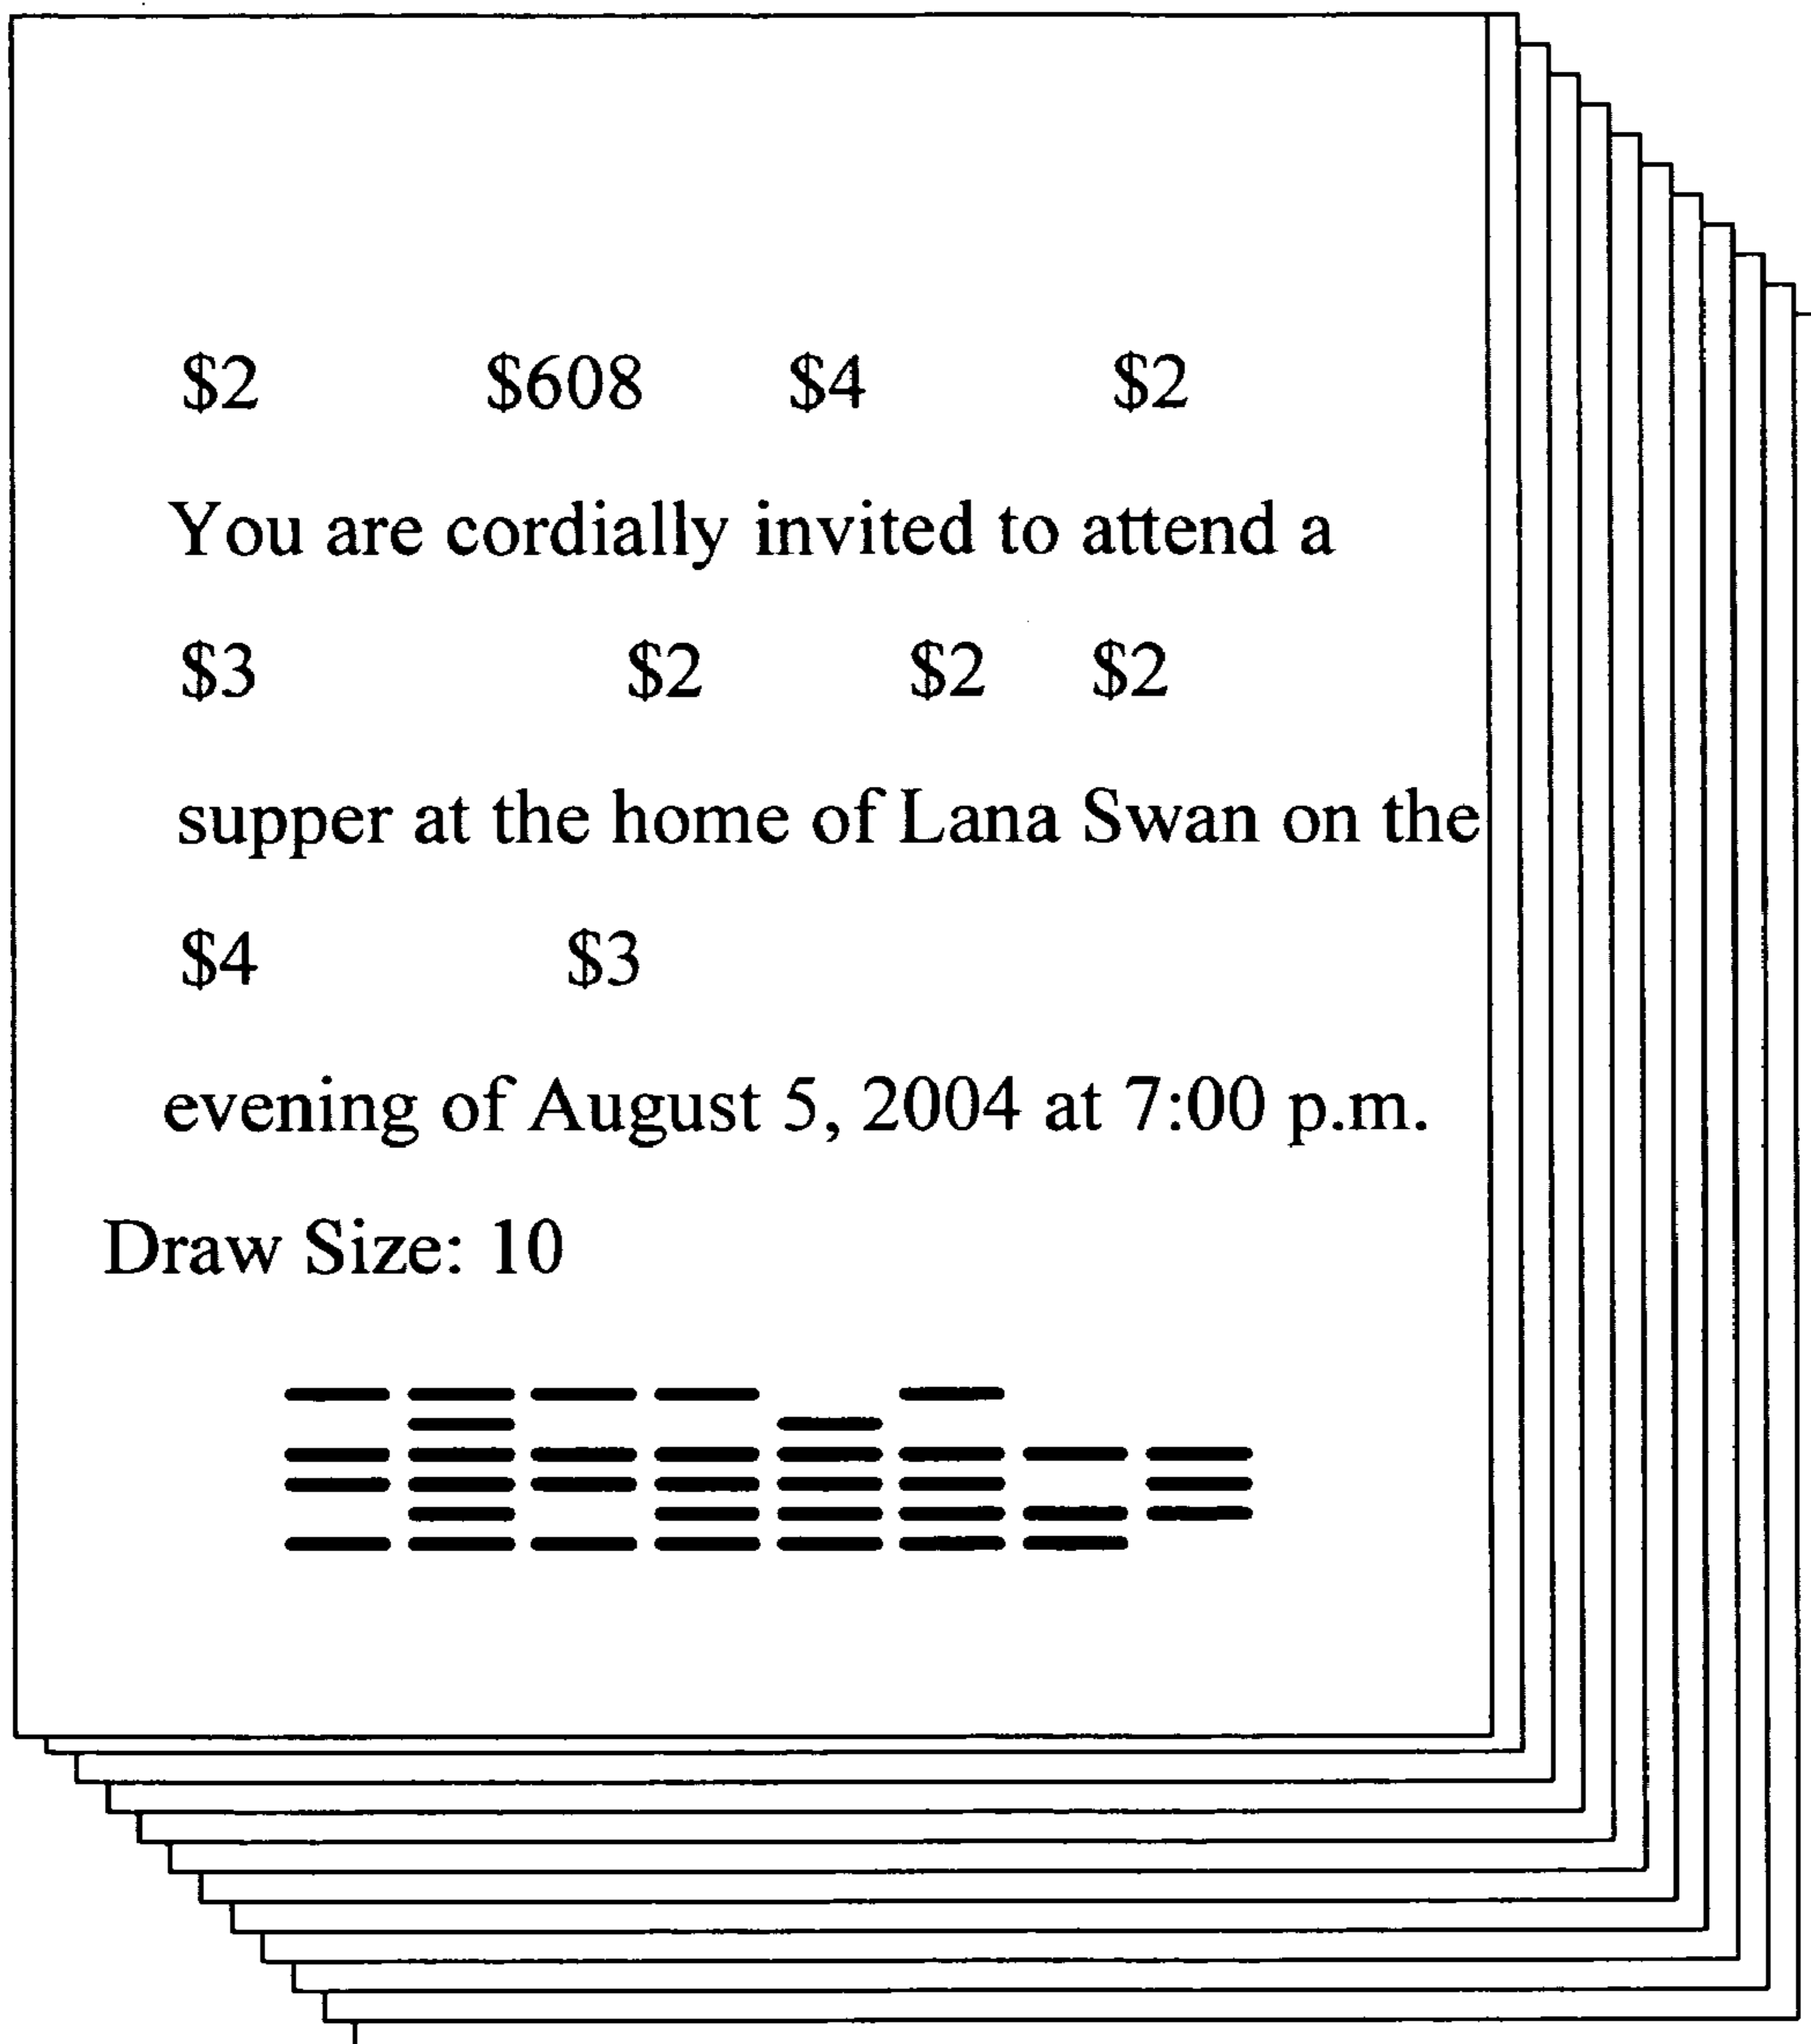 $2 $608 $4 $2
You are cordially invited to attend a
$3 $2 $2 $2
supper at the home of Lana Swan on the
$4 $3
evening of August 5, 2004 at 7:00 p.m.
Draw Size: 10